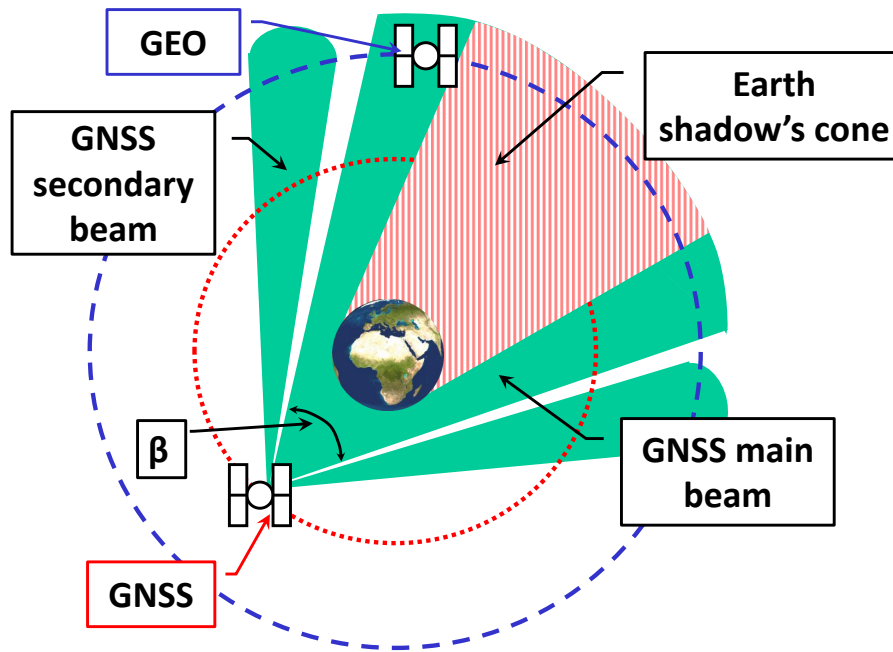 GEO
Earth
shadow's cone
GNSS
secondary
beam
β
GNSS main
beam
GNSS